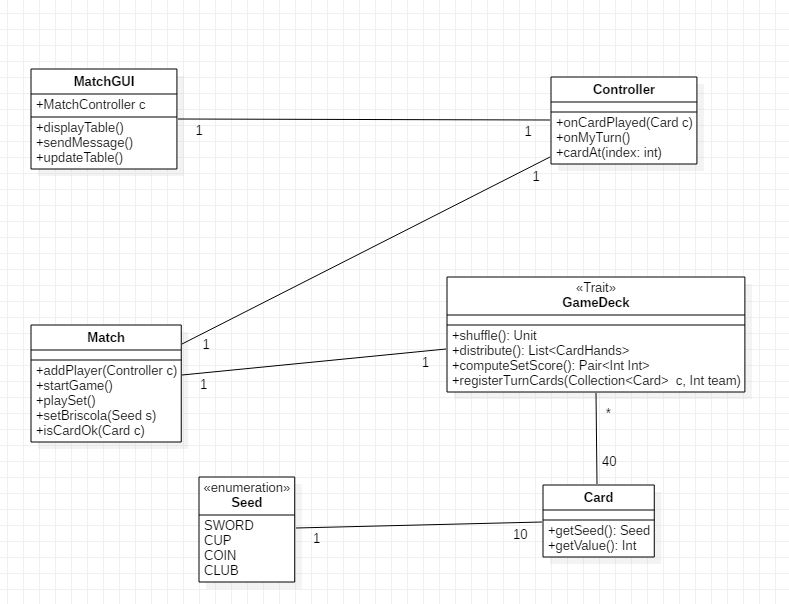 MatchGUI
+MatchController c
+displayTable()
+sendMessage()
+updateTable()
1
1
Controller
+onCardPlayed(Card c)
+onMyTurn()
+cardAt(index: int)
1
Match
+addPlayer(Controller c)
+startGame()
+playSet()
+setBriscola(Seed s)
+isCardOk(Card c)
1
1
1
«Trait»
GameDeck
+shuffle(): Unit
+distribute(): List<CardHands>
+computeSetScore(): Pair<Int Int>
+registerTurnCards(Collection<Card> c, Int team)
*
40
«enumeration»
Seed
SWORD
CUP
COIN
CLUB
1
10
Card
+getSeed(): Seed
+getValue(): Int